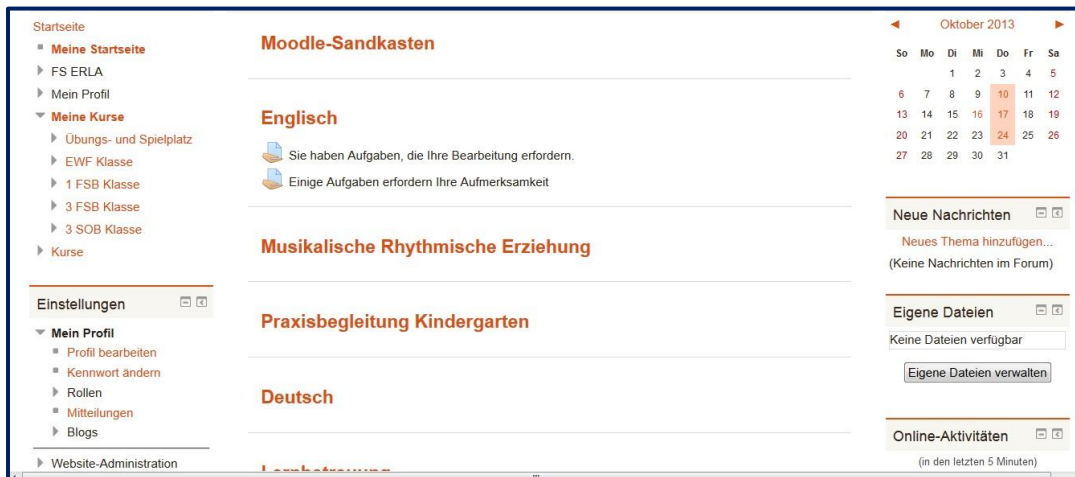 Startseite
Meine Startseite
FS ERLA
Mein Profil
Meine Kurse
Übungs- und Spielplatz
EWF Klasse
1 FSB Klasse
3 FSB Klasse
3 SOB Klasse
Kurse
Einstellungen
Mein Profil
Profil bearbeiten
Kennwort ändern
Rollen
Mitteilungen
Blogs
Website-Administration
Moodle-Sandkasten
Englisch
Sie haben Aufgaben, die Ihre Bearbeitung erfordern.
Einige Aufgaben erfordern Ihre Aufmerksamkeit
Musikalische Rhythmische Erziehung
Praxisbegleitung Kindergarten
Deutsch
Oktober 2013
So Mo Di Mi Do Fr Sa
1 2 3 4 5
6 7 8 9 10 11 12
13 14 15 16 17 18 19
20 21 22 23 24 25 26
27 28 29 30 31
Neue Nachrichten
Neues Thema hinzufügen...
(Keine Nachrichten im Forum)
Eigene Dateien
Keine Dateien verfügbar
Eigene Dateien verwalten
Online-Aktivitäten
(in den letzten 5 Minuten)